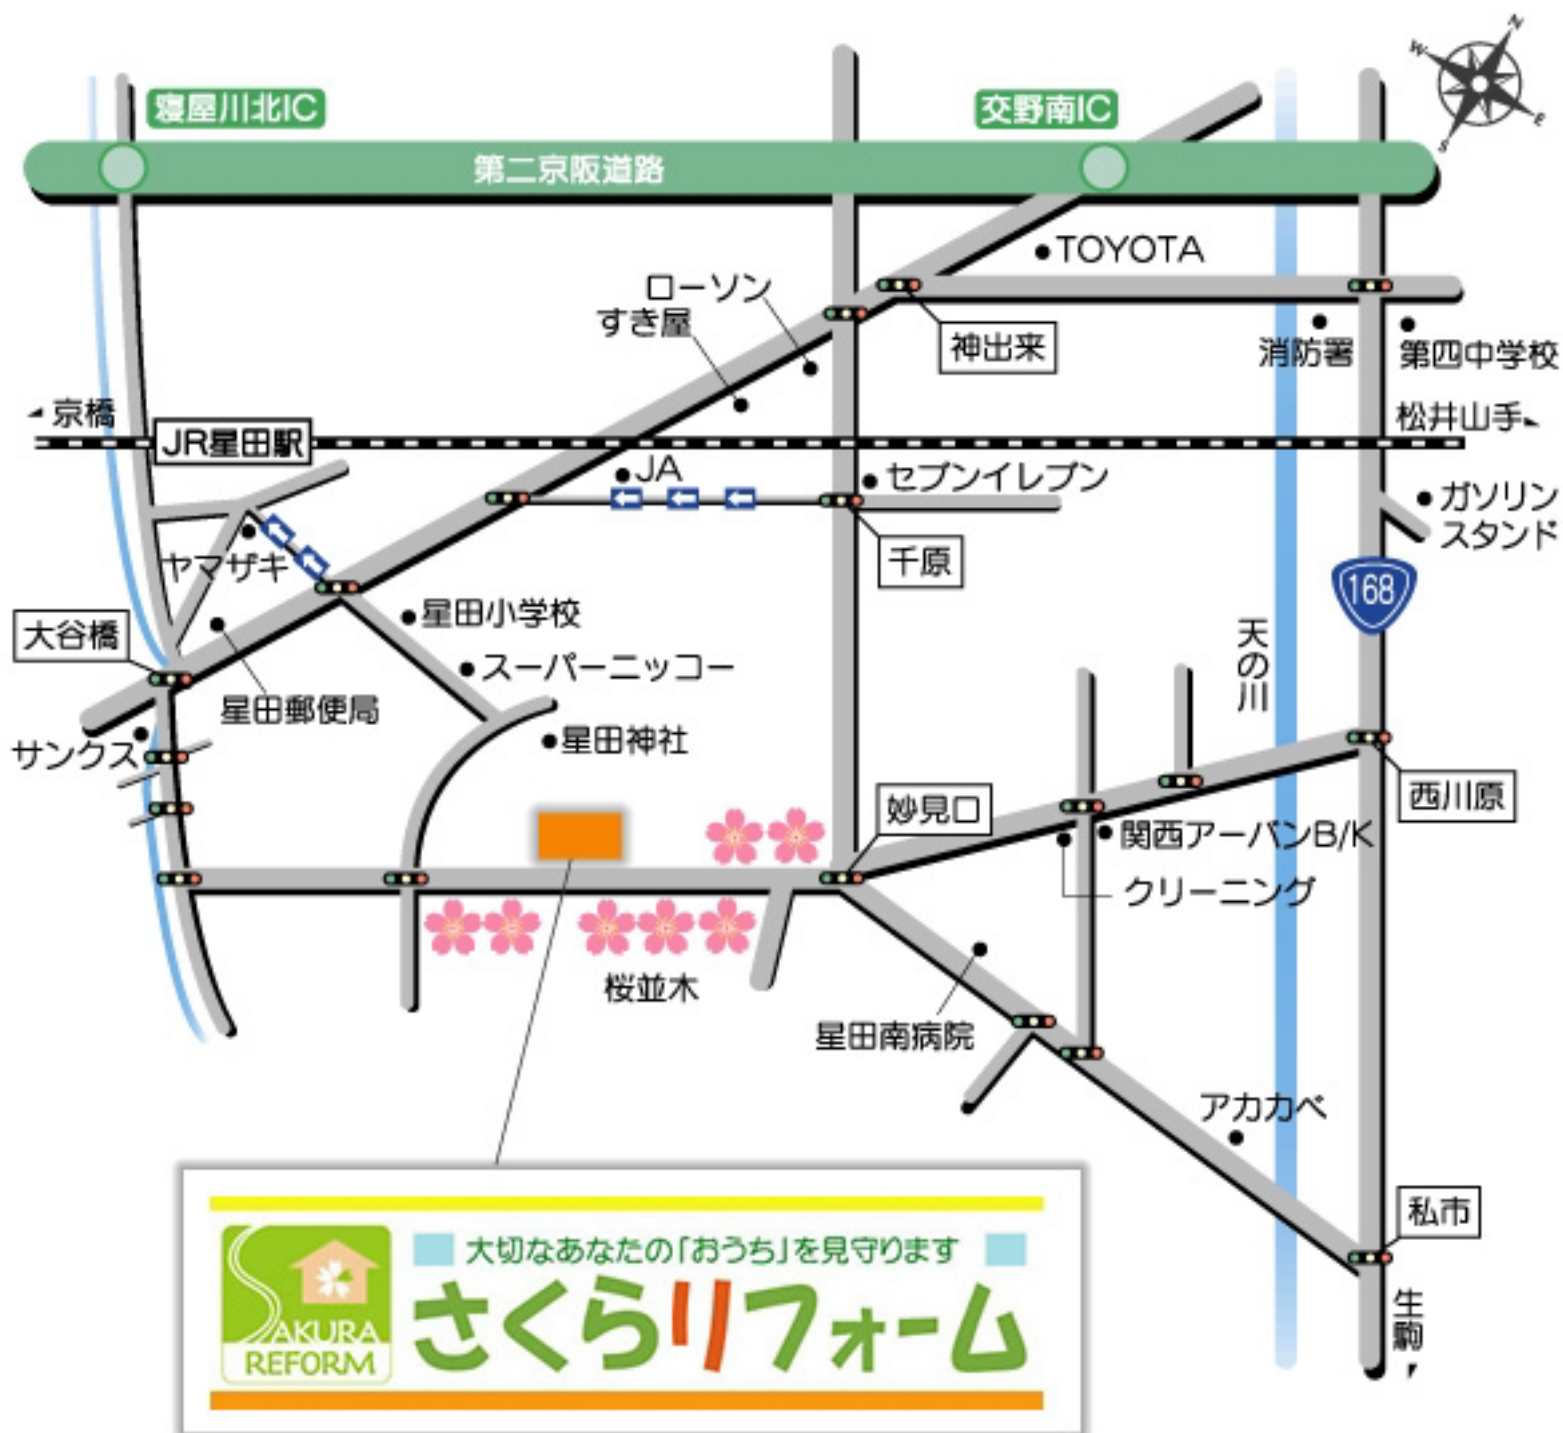 N
W
E
S
寝屋川北IC
交野南IC
第二京阪道路
TOYOTA
ローソン
すき屋
神出来
消防署
第四中学校
京橋
JR星田駅
松井山手
JA
セブンイレブン
ガソリン
スタンド
ヤマザキ
千原
168
星田小学校
大谷橋
天の川
スーパーニッコー
星田郵便局
星田神社
サンクス
妙見口
西川原
関西アーバンB/K
クリーニング
桜並木
星田南病院
アカカベ
私市
生駒
大切なあなたの「おうち」を見守ります
さくらリフォーム
SAKURA
REFORM